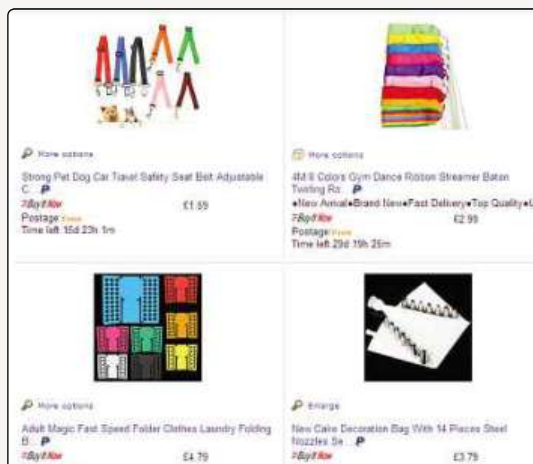 More options
Strong Pet Dog Car Travel Safety Seat Belt Adjustable
C...
=Buy It Now
£1.59
Postage Free
Time left 16d 23h 1m
More options
4M 8 Colors Gym Dance Ribbon Streamer Baton
Twirling Ro...
●New Arrival●Brand New●Fast Delivery●Top Quality●
=Buy It Now
£2.99
Postage Free
Time left 29d 19h 26m
More options
Adult Magic Fast Speed Folder Clothes Laundry Folding
B...
=Buy It Now
£4.79
Enlarge
New Cake Decoration Bag With 14 Pieces Steel
Nozzles Se...
=Buy It Now
£3.79